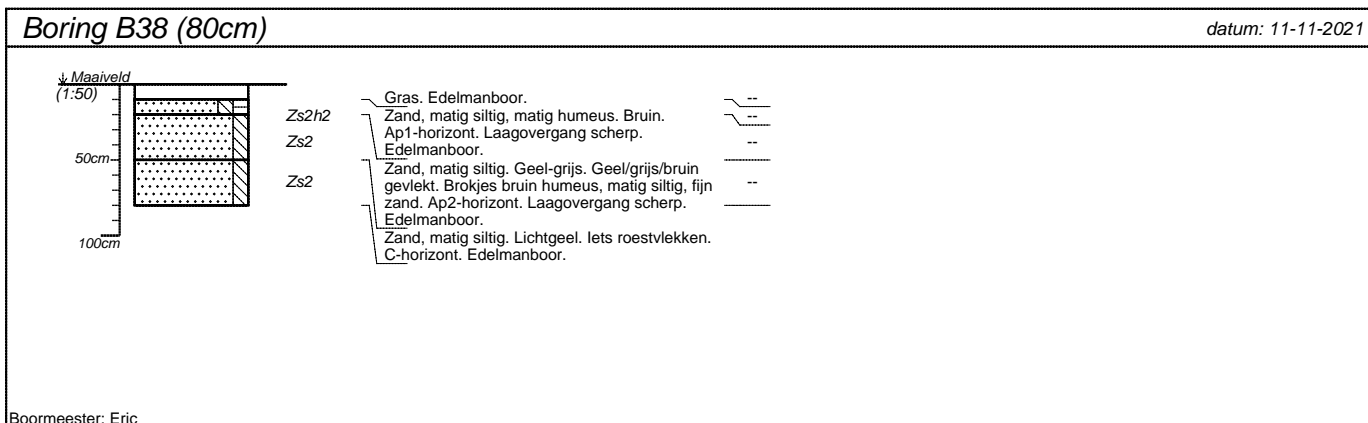 Boring B38 (80cm)
datum: 11-11-2021
Maaiveld
(1:50)
50cm
100cm
Zs2h2
Zs2
Zs2
Gras. Edelmanboor.
Zand, matig siltig, matig humeus. Bruin.
Ap1-horizont. Laagovergang scherp.
Edelmanboor.
Zand, matig siltig. Geel-grijs. Geel/grijs/bruin
gevlekt. Brokjes bruin humeus, matig siltig, fijn
zand. Ap2-horizont. Laagovergang scherp.
Edelmanboor.
Zand, matig siltig. Lichtgeel. Iets roestvlekken.
C-horizont. Edelmanboor.
--
--
--
--
Boormeester: Eric